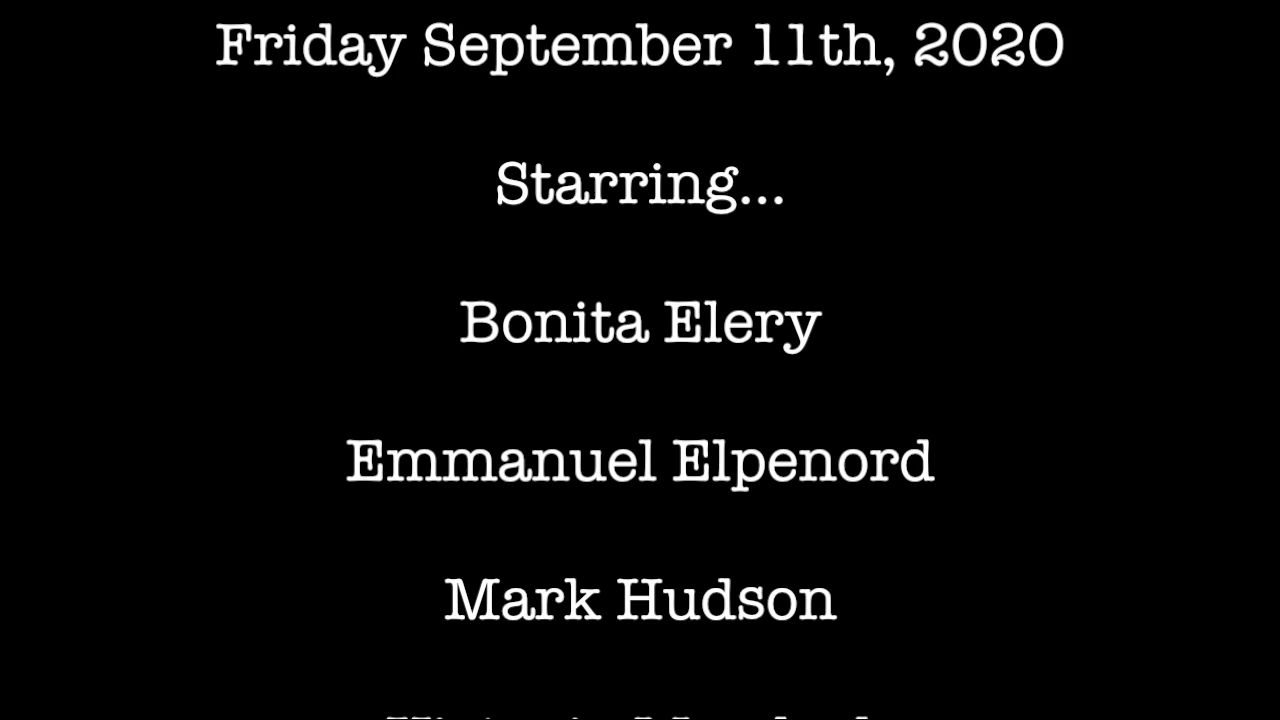 Friday September 11th, 2020
Starring...
Bonita Elery
Emmanuel Elpenord
Mark Hudson